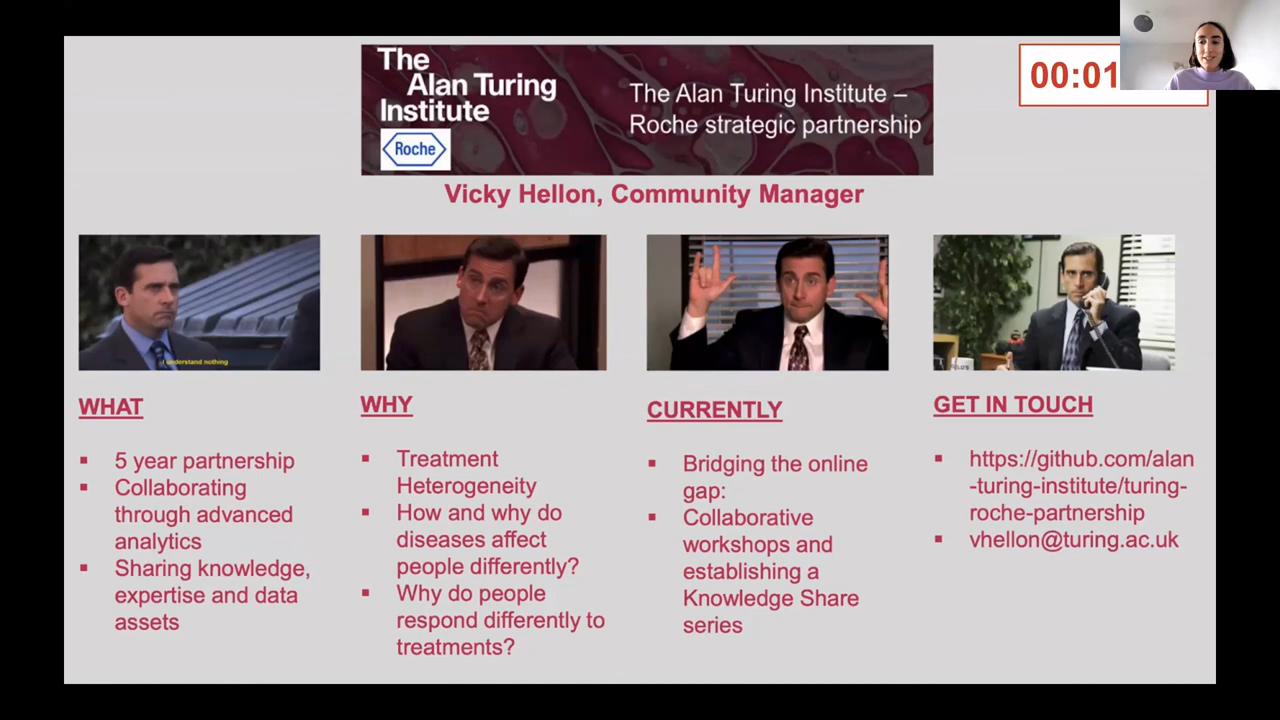 The
Alan Turing
Institute
Roche
The Alan Turing Institute –
Roche strategic partnership
00:01
Vicky Hellon, Community Manager
I understand nothing
WHAT
▪ 5 year partnership
▪ Collaborating
through advanced
analytics
▪ Sharing knowledge,
expertise and data
assets
WHY
▪ Treatment
Heterogeneity
▪ How and why do
diseases affect
people differently?
▪ Why do people
respond differently to
treatments?
CURRENTLY
▪ Bridging the online
gap:
▪ Collaborative
workshops and
establishing a
Knowledge Share
series
GET IN TOUCH
▪ https://github.com/alan
-turing-institute/turing-
roche-partnership
▪ vhellon@turing.ac.uk